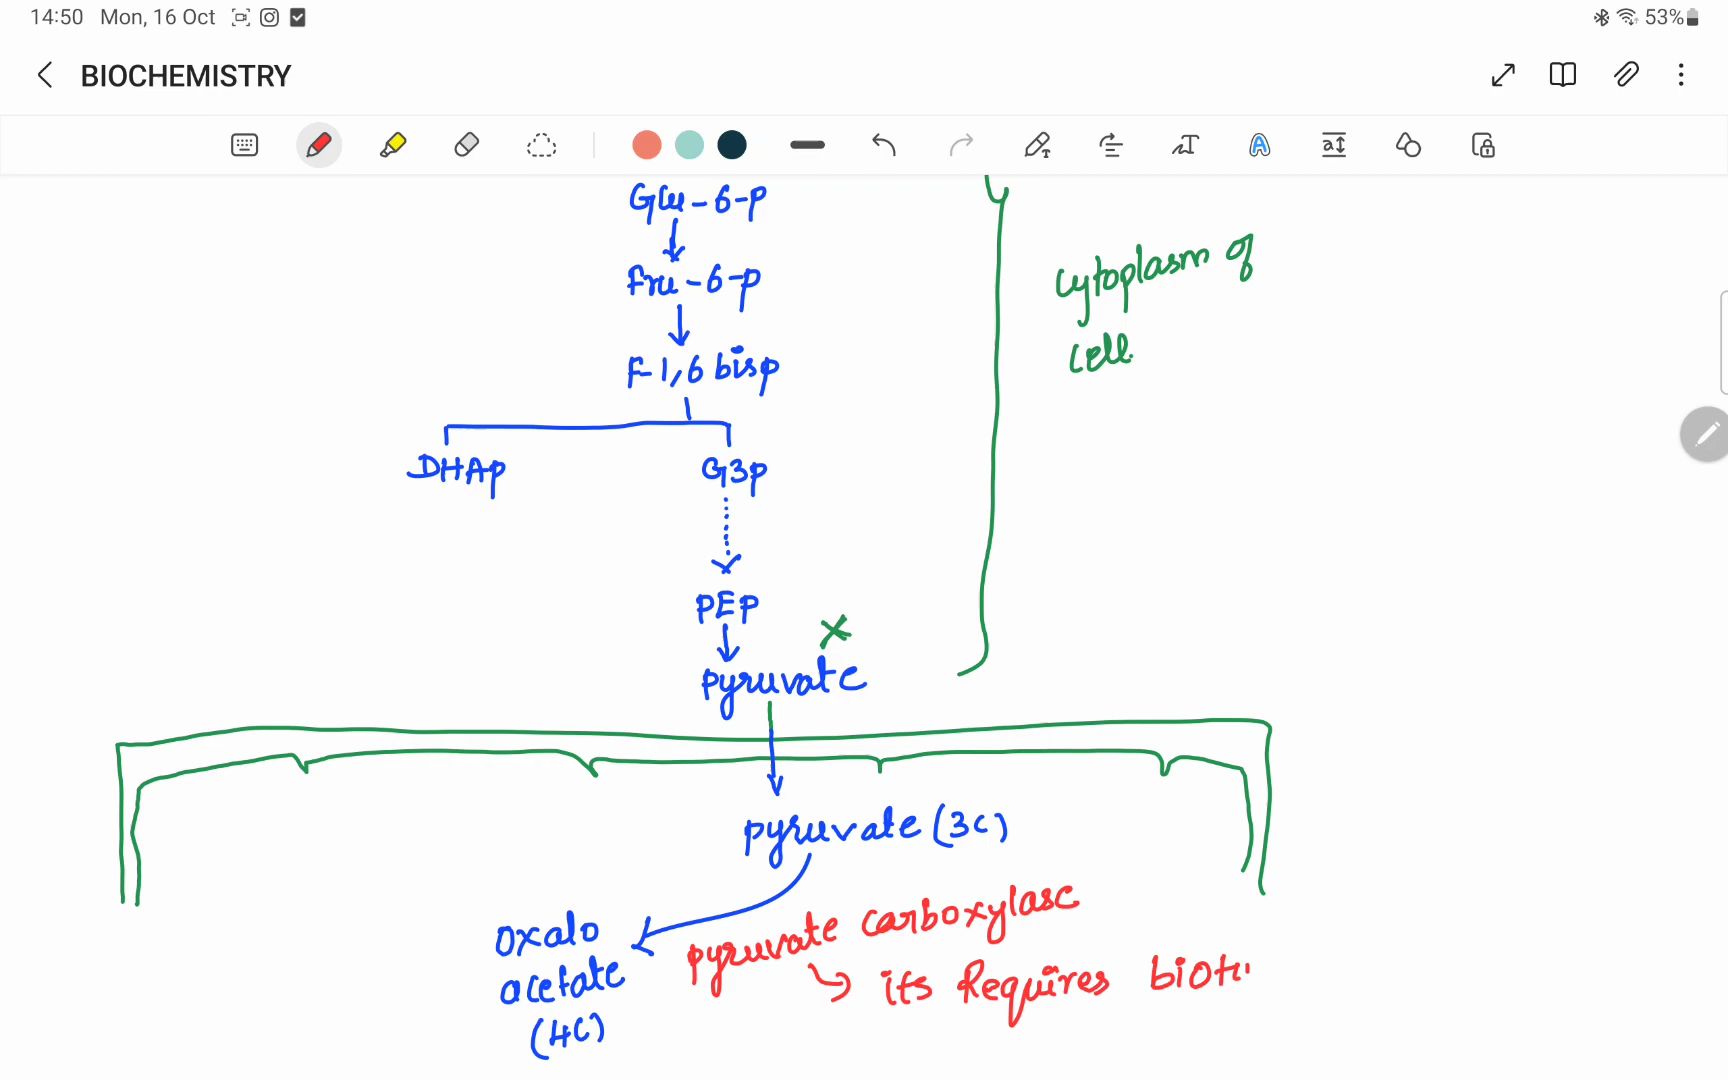 14:50 Mon, 16 Oct 53%
BIOCHEMISTRY
Glu-6-p
Fru-6-p
F-1,6 bisp
DHAp G3p
PEP
pyruvate
cytoplasm of
cell.
pyruvate (3C)
pyruvate carboxylase
its Requires bioti
oxalo
acetate
(4C)